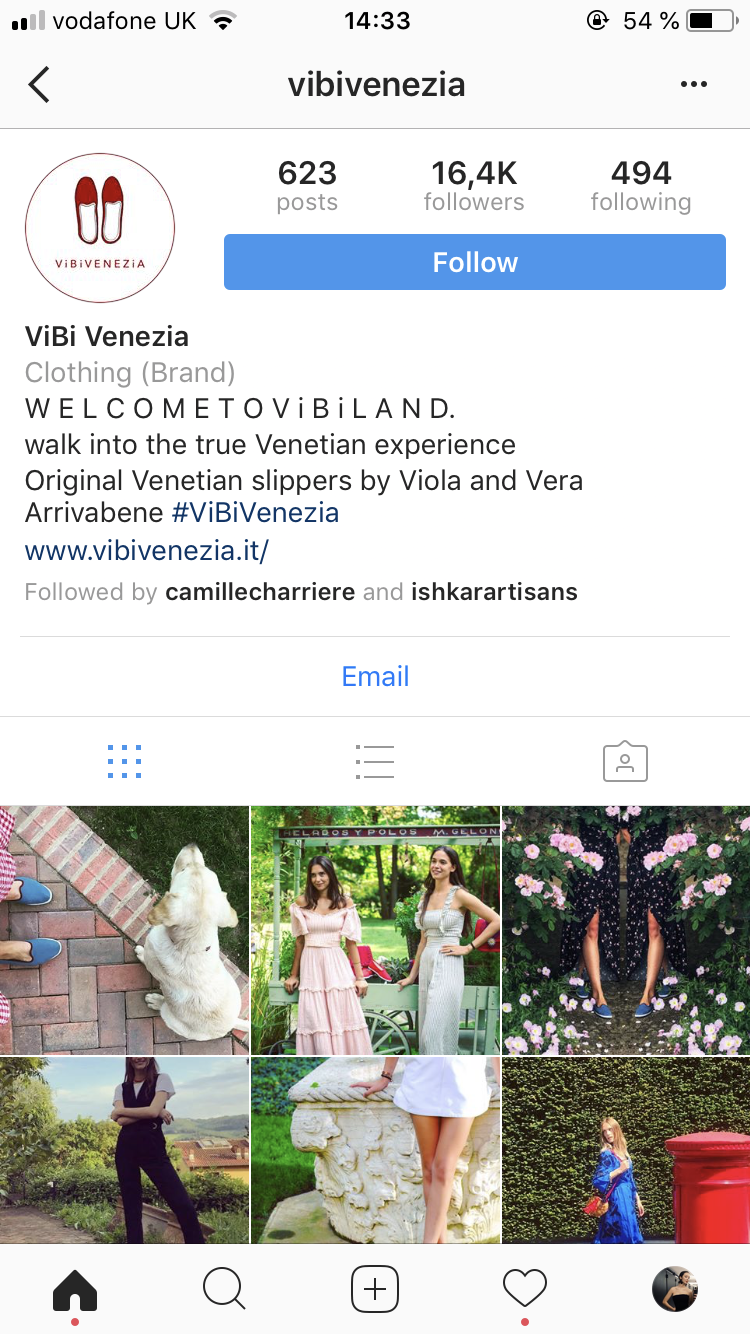 vodafone UK 14:33 54 %
vibivenezia
623 16,4K 494
posts followers following
Follow
ViBiVENEZiA
ViBi Venezia
Clothing (Brand)
W E L C O M E T O V i B i L A N D.
walk into the true Venetian experience
Original Venetian slippers by Viola and Vera
Arrivabene #ViBiVenezia
www.vibivenezia.it/
Followed by camillecharriere and ishkarartisans
Email
HELADOS Y POLOS M. GELON